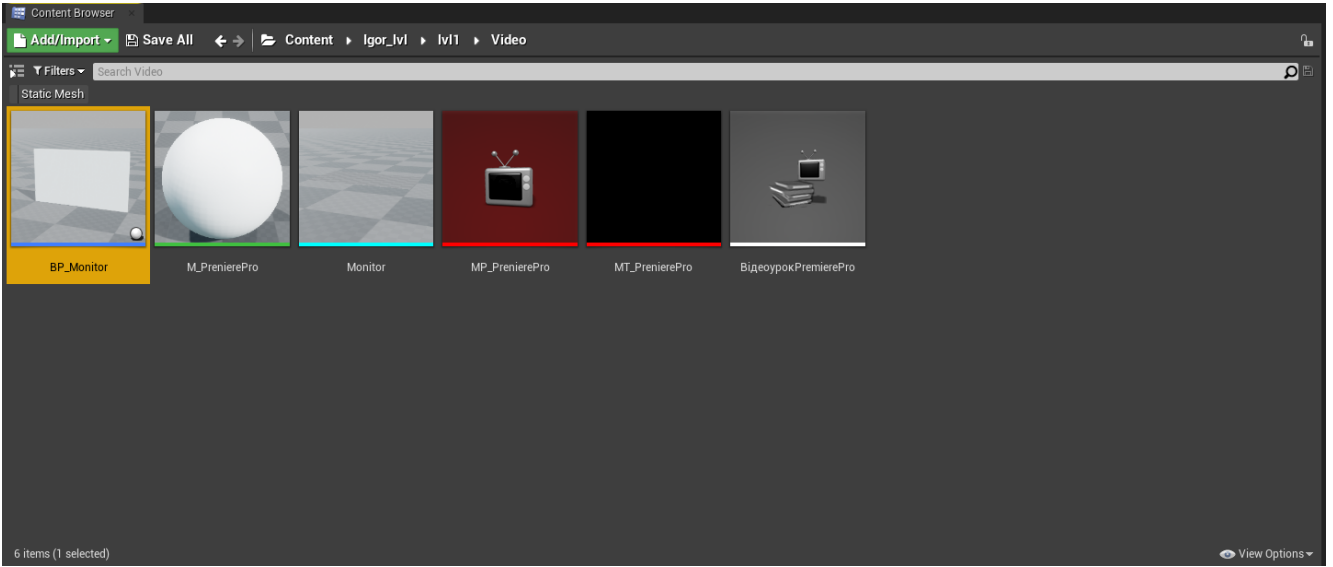 Content Browser
Add/Import Save All Content Igor_lvl lvl1 Video
Filters Search Video
Static Mesh
BP_Monitor M_PrenierePro Monitor MP_PrenierePro MT_PrenierePro ВідеоурокPremierePro
6 items (1 selected) View Options